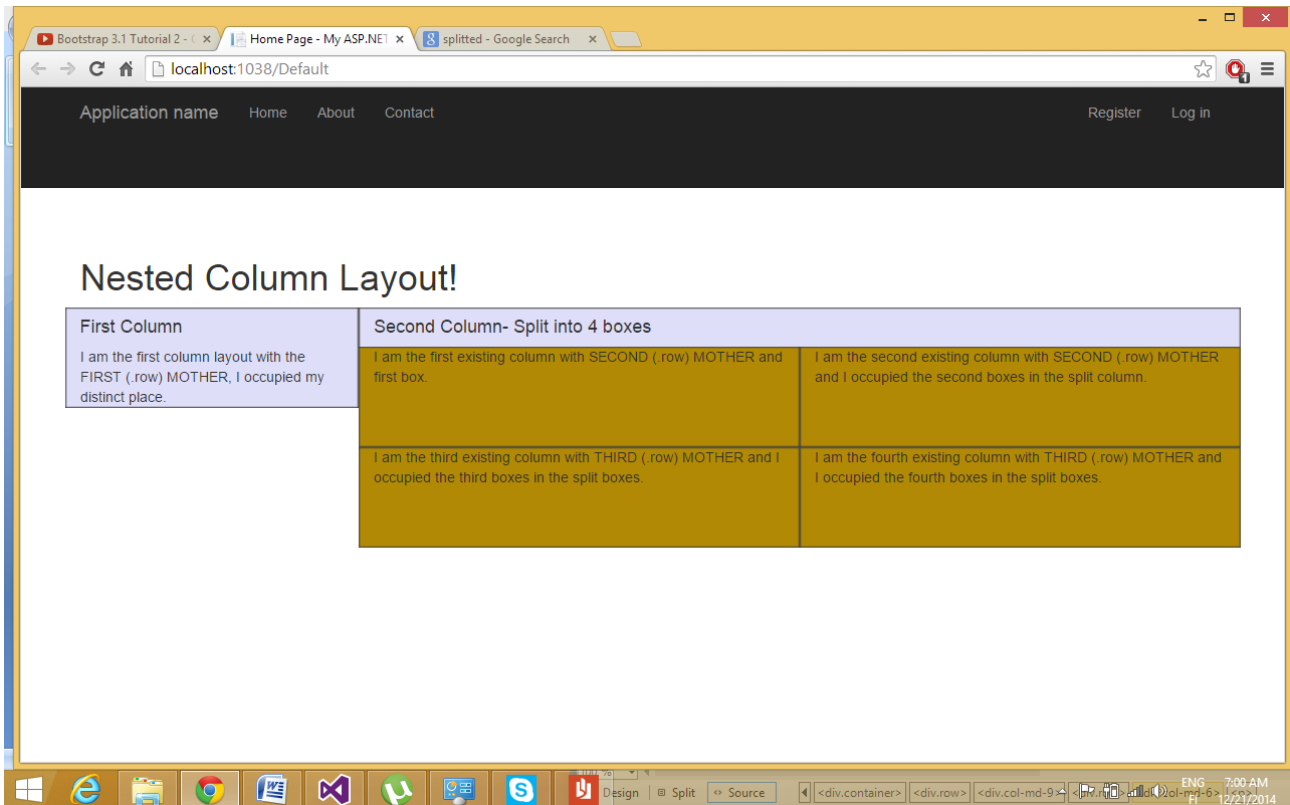 Bootstrap 3.1 Tutorial 2 -
Home Page - My ASP.NET
splitted - Google Search
localhost:1038/Default
Application name Home About Contact Register Log in
Nested Column Layout!
First Column
I am the first column layout with the
FIRST (.row) MOTHER, I occupied my
distinct place.
Second Column- Split into 4 boxes
I am the first existing column with SECOND (.row) MOTHER and
first box.
I am the second existing column with SECOND (.row) MOTHER
and I occupied the second boxes in the split column.
I am the third existing column with THIRD (.row) MOTHER and I
occupied the third boxes in the split boxes.
I am the fourth existing column with THIRD (.row) MOTHER and
I occupied the fourth boxes in the split boxes.
Design Split Source <div.container> <div.row> <div.col-md-9
ENG 7:00 AM
FI 12/21/2014